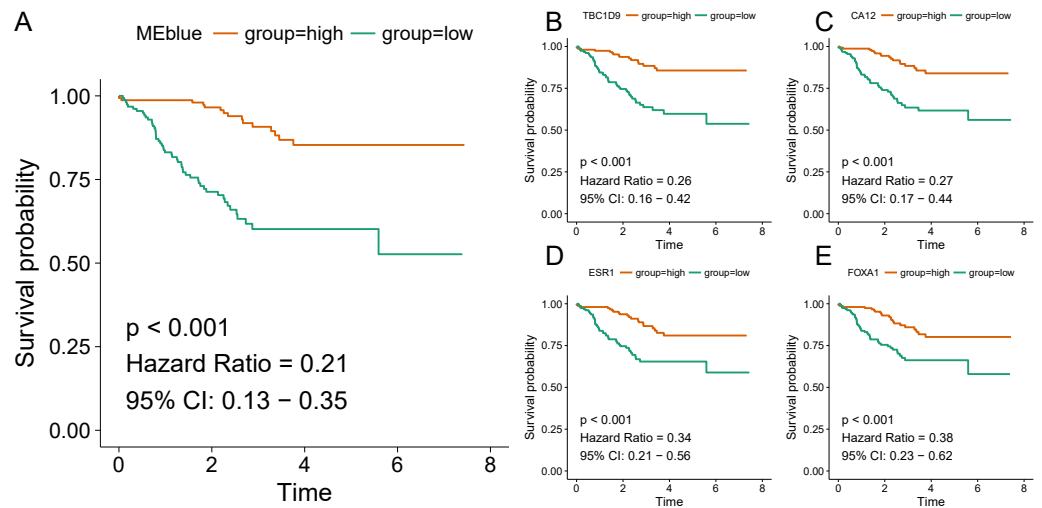 A
MEblue group=high group=low
Survival probability
1.00
0.75
0.50
0.25
0.00
p < 0.001
Hazard Ratio = 0.21
95% CI: 0.13 − 0.35
0 2 4 6 8
Time
B
TBC1D9 group=high group=low
Survival probability
1.00
0.75
0.50
0.25
0.00
p < 0.001
Hazard Ratio = 0.26
95% CI: 0.16 − 0.42
0 2 4 6 8
Time
C
CA12 group=high group=low
Survival probability
1.00
0.75
0.50
0.25
0.00
p < 0.001
Hazard Ratio = 0.27
95% CI: 0.17 − 0.44
0 2 4 6 8
Time
D
ESR1 group=high group=low
Survival probability
1.00
0.75
0.50
0.25
0.00
p < 0.001
Hazard Ratio = 0.34
95% CI: 0.21 − 0.56
0 2 4 6 8
Time
E
FOXA1 group=high group=low
Survival probability
1.00
0.75
0.50
0.25
0.00
p < 0.001
Hazard Ratio = 0.38
95% CI: 0.23 − 0.62
0 2 4 6 8
Time